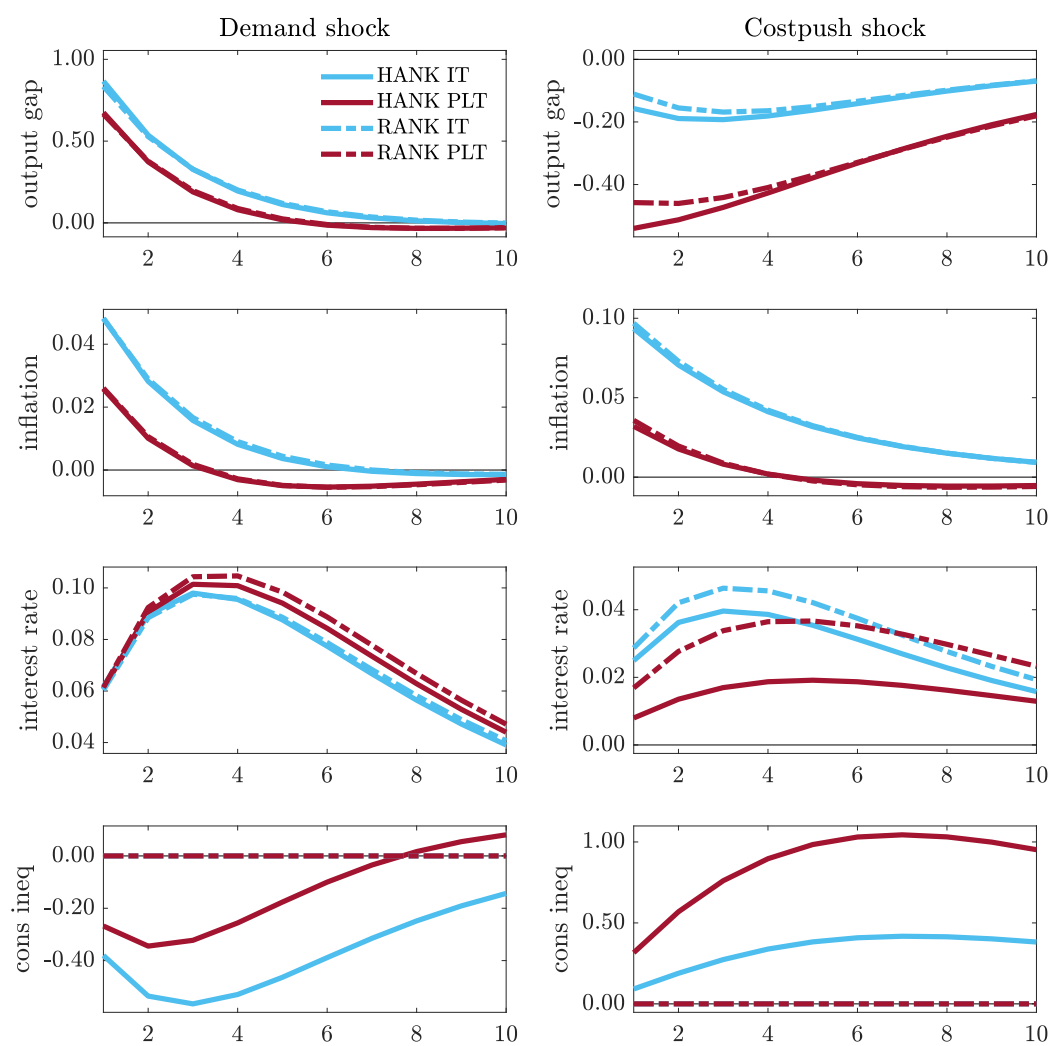 Demand shock
output gap
1.00
0.50
0.00
HANK IT
HANK PLT
RANK IT
RANK PLT
2 4 6 8 10
Costpush shock
output gap
0.00
-0.20
-0.40
2 4 6 8 10
inflation
0.04
0.02
0.00
2 4 6 8 10
inflation
0.10
0.05
0.00
2 4 6 8 10
interest rate
0.10
0.08
0.06
0.04
2 4 6 8 10
interest rate
0.04
0.02
0.00
2 4 6 8 10
cons ineq
0.00
-0.20
-0.40
2 4 6 8 10
cons ineq
1.00
0.50
0.00
2 4 6 8 10